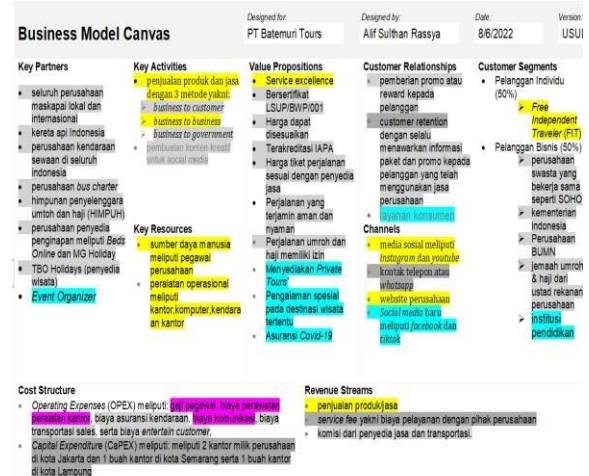 Business Model Canvas
Designed for:
PT Batemuri Tours
Designed by:
Alif Sulthan Rassya
Date:
8/6/2022
Version:
USUL
Key Partners
seluruh perusahaan
maskapai lokal dan
internasional
kereta api Indonesia
perusahaan kendaraan
sewaan di seluruh
indonesia
perusahaan bus charter
himpunan penyelenggara
umtoh dan haji (HIMPUH)
perusahaan penyedia
penginapan meliputi Beds
Online dan MG Holiday
TBO Holidays (penyedia
wisata)
Event Organizer
Key Activities
penjualan produk dan jasa
dengan 3 metode yakni:
business to customer
business to business
business to government
pembuatan konten kreatif
untuk social media
Key Resources
sumber daya manusia
meliputi pegawai
perusahaan
peralatan operasional
meliputi
kantor,komputer,kendara
an kantor
Value Propositions
Service excellence
Bersertifikat
LSUP/BWP/001
Harga dapat
disesuaikan
Terakreditasi IAPA
Harga tiket perjalanan
sesuai dengan penyedia
jasa
Perjalanan yang
terjamin aman dan
nyaman
Perjalanan umroh dan
haji memiliki izin
Menyediakan 'Private
Tours'
Pengalaman spesial
pada destinasi wisata
tertentu
Asuransi Covid-19
Customer Relationships
pemberian promo atau
reward kepada
pelanggan
customer retention
dengan selalu
menawarkan informasi
paket dan promo kepada
pelanggan yang telah
menggunakan jasa
perusahaan
layanan konsumen
Channels
media sosial meliputi
Instagram dan youtube
kontak telepon atau
whatsapp
website perusahaan
Social media baru
meliputi facebook dan
tiktok
Customer Segments
Pelanggan Individu
(50%)
Free
Independent
Traveler (FIT)
Pelanggan Bisnis (50%)
perusahaan
swasta yang
bekerja sama
seperti SOHO
kementerian
indonesia
Perusahaan
BUMN
jemaah umroh
& haji dari
ustad rekanan
perusahaan
institusi
pendidikan
Cost Structure
Operating Expenses (OPEX) meliputi: gaji pegawai, biaya perawatan
peralatan kantor, biaya asuransi kendaraan, biaya komunikasi, biaya
transportasi sales, serta biaya entertain customer.
Capital Expenditure (CaPEX) meliputi: meliputi 2 kantor milik perusahaan
di kota Jakarta dan 1 buah kantor di kota Semarang serta 1 buah kantor
di kota Lampung
Revenue Streams
penjualan produk/jasa
service fee yakni biaya pelayanan dengan pihak perusahaan
komisi dari penyedia jasa dan transportasi.